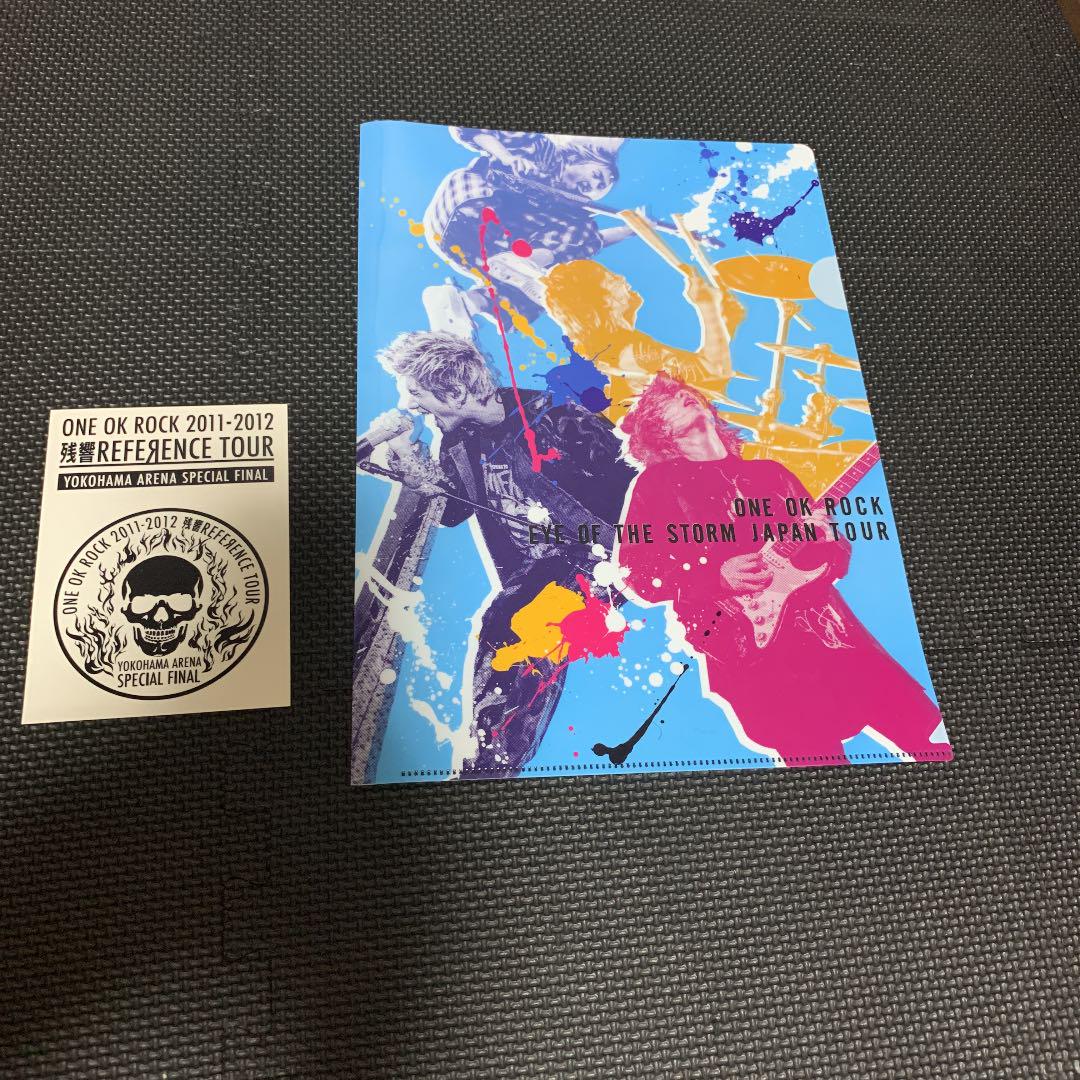 ONE OK ROCK 2011-2012
残響REFEЯENCE TOUR
YOKOHAMA ARENA SPECIAL FINAL
ONE OK ROCK 2011-2012 残響REFEЯENCE TOUR
YOKOHAMA ARENA
SPECIAL FINAL
ONE OK ROCK
EYE OF THE STORM JAPAN TOUR